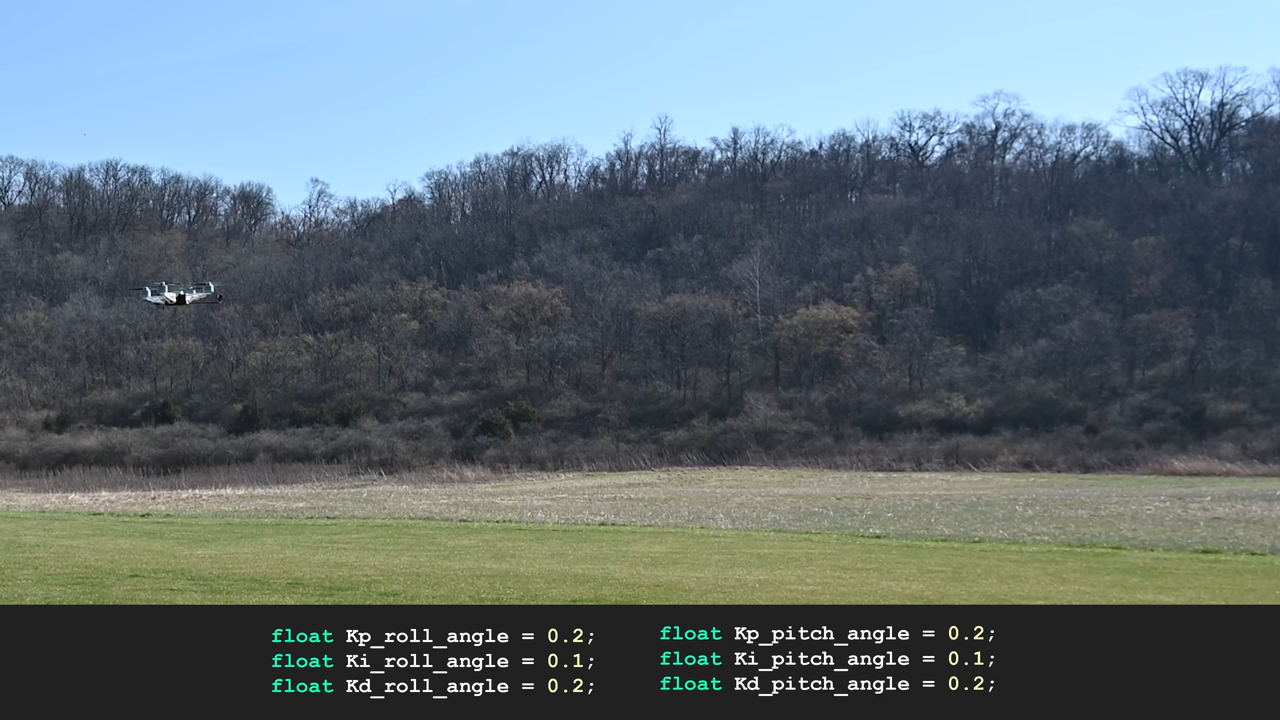 float Kp_roll_angle = 0.2;
float Ki_roll_angle = 0.1;
float Kd_roll_angle = 0.2;
float Kp_pitch_angle = 0.2;
float Ki_pitch_angle = 0.1;
float Kd_pitch_angle = 0.2;